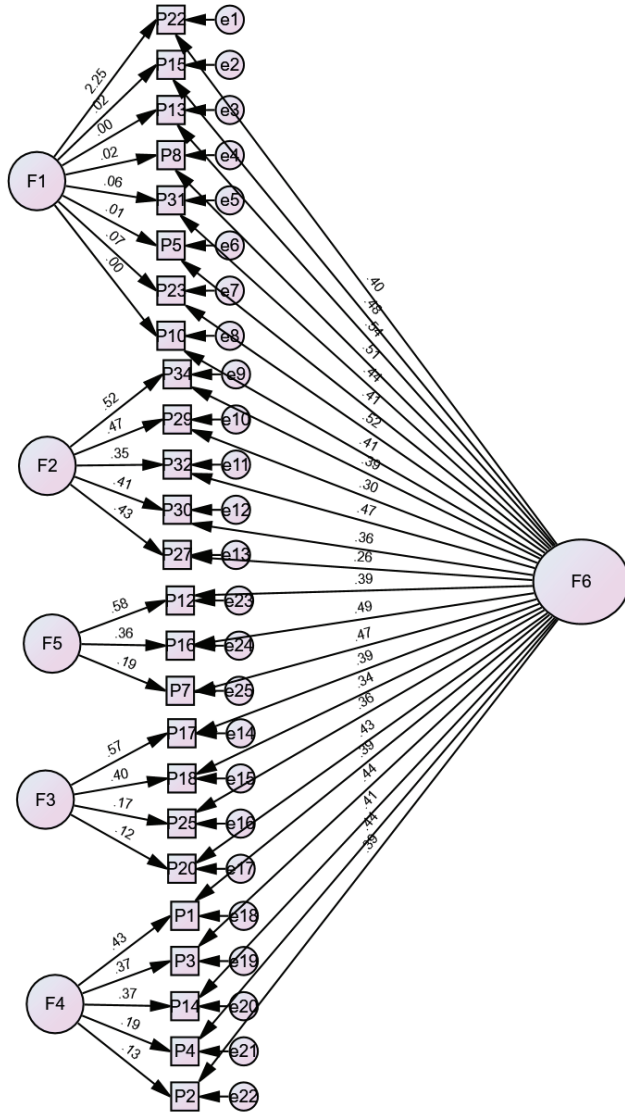 P22 e1
2.25
P15 e2
.02
P13 e3
.00
P8 e4
.02
F1
P31 e5
.06
P5 e6
.01
P23 e7
.07
P10 e8
.00
.40
.48
.54
.51
.44
.41
.52
.41
.39
.30
.47
.36
.26
.39
.49
.47
.39
.34
.36
.43
.39
.44
.41
.44
.39
F6
P34 e9
.52
P29 e10
.47
F2
P32 e11
.35
P30 e12
.41
P27 e13
.43
P12 e23
.58
F5
P16 e24
.36
P7 e25
.19
P17 e14
.57
P18 e15
.40
F3
P25 e16
.17
P20 e17
.12
P1 e18
.43
P3 e19
.37
F4
P14 e20
.37
P4 e21
.19
P2 e22
.13